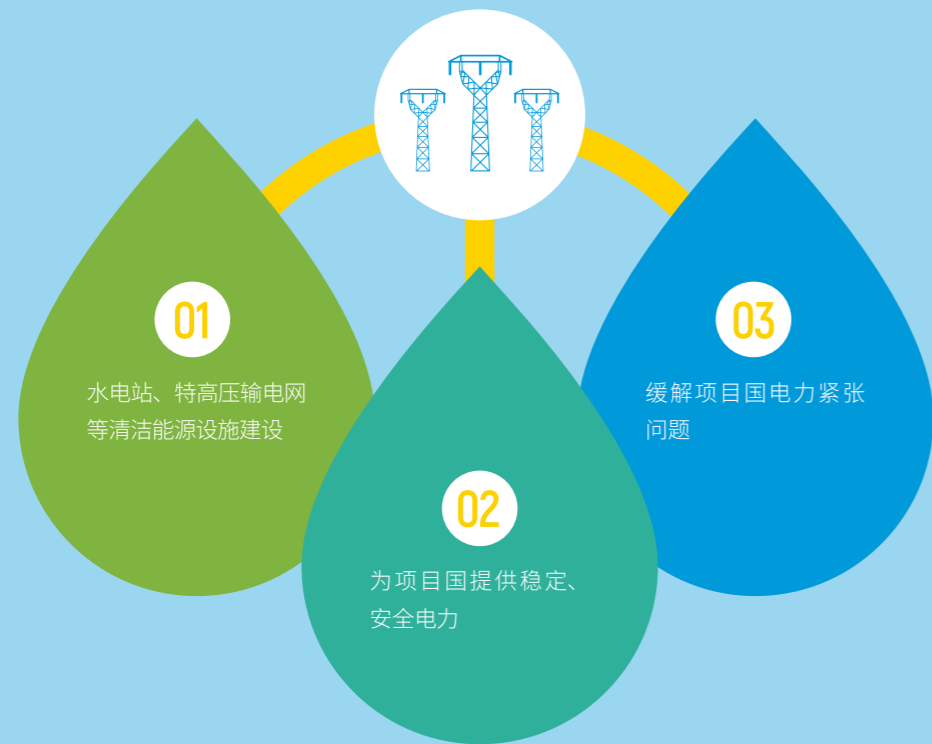 01
水电站、特高压输电网
等清洁能源设施建设
02
为项目国提供稳定、
安全电力
03
缓解项目国电力紧张
问题